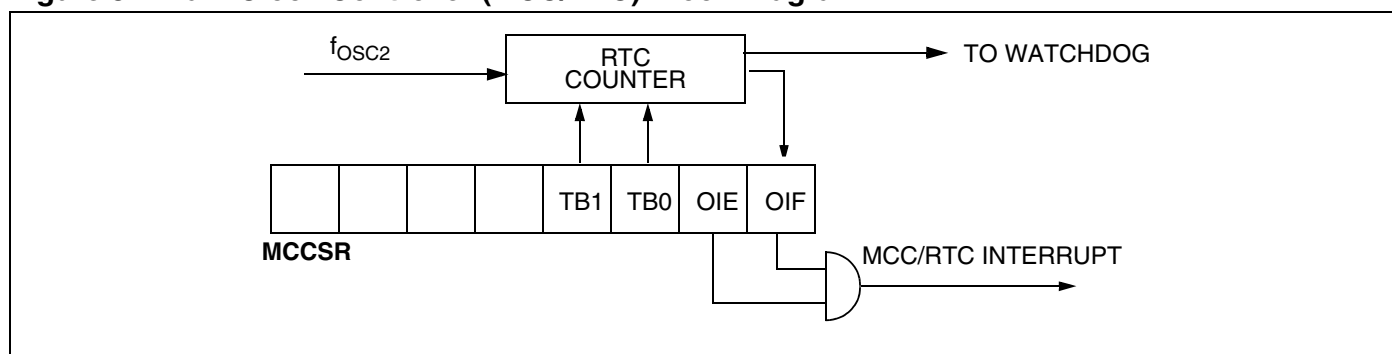 fOSC2
RTC
COUNTER
TO WATCHDOG
TB1 TB0 OIE OIF
MCCSR
MCC/RTC INTERRUPT